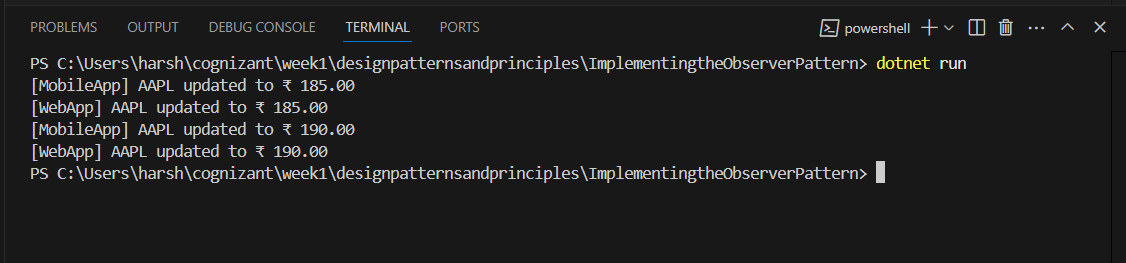 PROBLEMS OUTPUT DEBUG CONSOLE TERMINAL PORTS powershell
PS C:\Users\harsh\cognizant\week1\designpatternsandprinciples\ImplementingtheObserverPattern> dotnet run
[MobileApp] AAPL updated to ₹ 185.00
[WebApp] AAPL updated to ₹ 185.00
[MobileApp] AAPL updated to ₹ 190.00
[WebApp] AAPL updated to ₹ 190.00
PS C:\Users\harsh\cognizant\week1\designpatternsandprinciples\ImplementingtheObserverPattern>